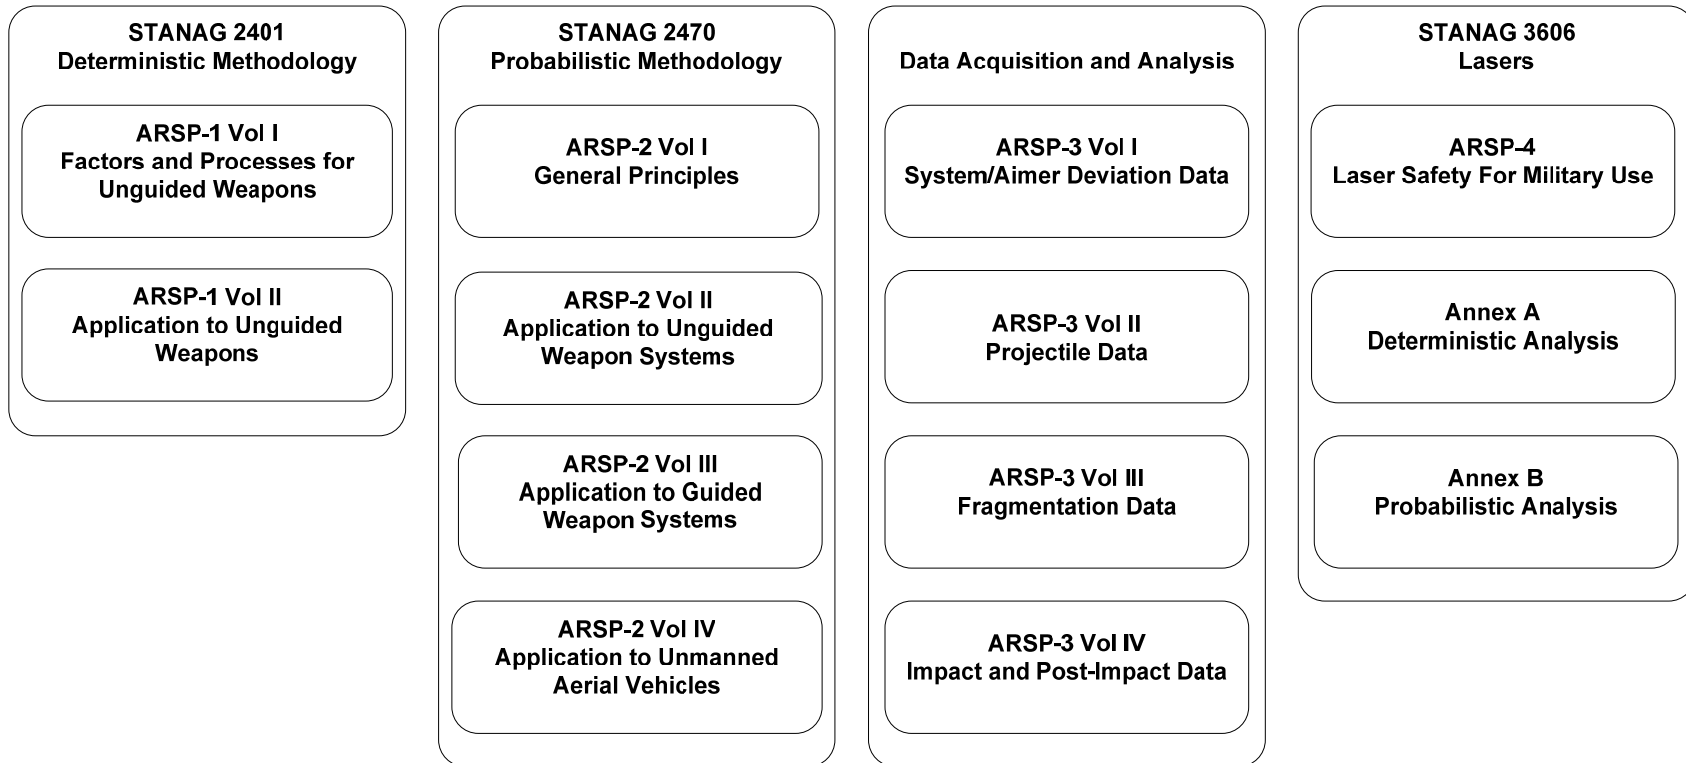 STANAG 2401
Deterministic Methodology
ARSP-1 Vol I
Factors and Processes for
Unguided Weapons
ARSP-1 Vol II
Application to Unguided
Weapons
STANAG 2470
Probabilistic Methodology
ARSP-2 Vol I
General Principles
ARSP-2 Vol II
Application to Unguided
Weapon Systems
ARSP-2 Vol III
Application to Guided
Weapon Systems
ARSP-2 Vol IV
Application to Unmanned
Aerial Vehicles
Data Acquisition and Analysis
ARSP-3 Vol I
System/Aimer Deviation Data
ARSP-3 Vol II
Projectile Data
ARSP-3 Vol III
Fragmentation Data
ARSP-3 Vol IV
Impact and Post-Impact Data
STANAG 3606
Lasers
ARSP-4
Laser Safety For Military Use
Annex A
Deterministic Analysis
Annex B
Probabilistic Analysis